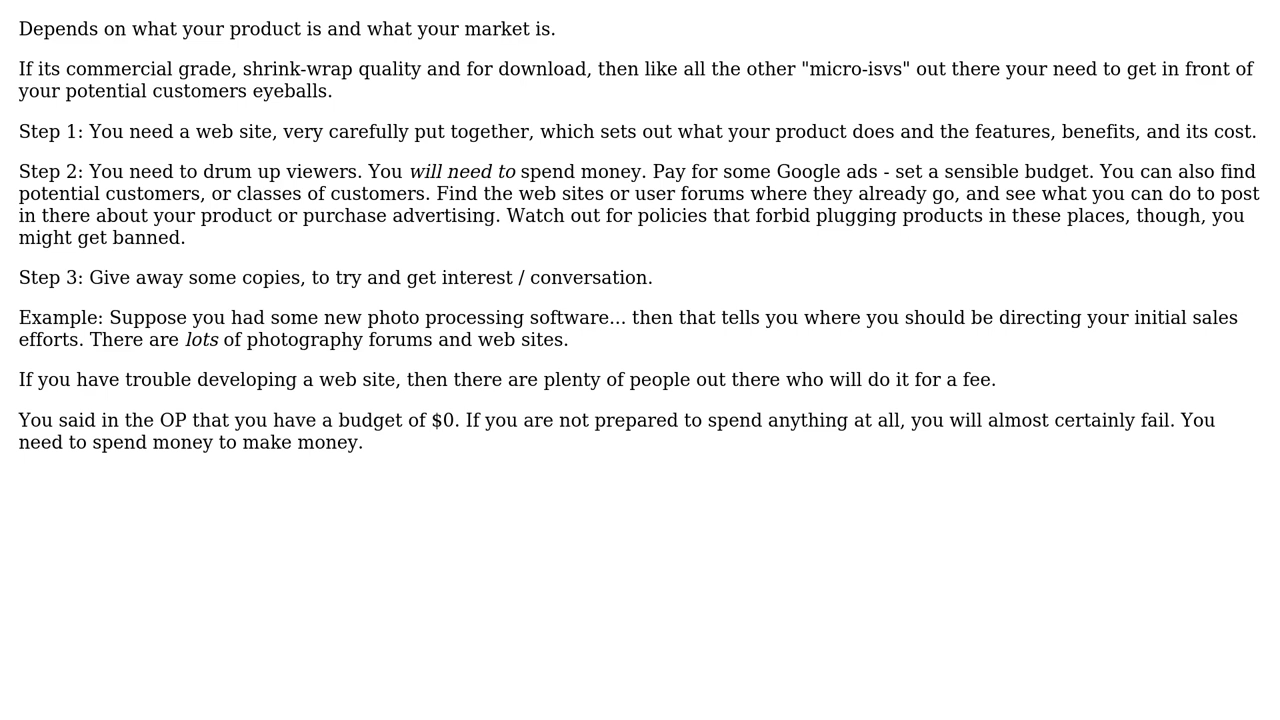 Depends on what your product is and what your market is.
If its commercial grade, shrink-wrap quality and for download, then like all the other "micro-isvs" out there your need to get in front of
your potential customers eyeballs.
Step 1: You need a web site, very carefully put together, which sets out what your product does and the features, benefits, and its cost.
Step 2: You need to drum up viewers. You will need to spend money. Pay for some Google ads - set a sensible budget. You can also find
potential customers, or classes of customers. Find the web sites or user forums where they already go, and see what you can do to post
in there about your product or purchase advertising. Watch out for policies that forbid plugging products in these places, though, you
might get banned.
Step 3: Give away some copies, to try and get interest / conversation.
Example: Suppose you had some new photo processing software... then that tells you where you should be directing your initial sales
efforts. There are lots of photography forums and web sites.
If you have trouble developing a web site, then there are plenty of people out there who will do it for a fee.
You said in the OP that you have a budget of $0. If you are not prepared to spend anything at all, you will almost certainly fail. You
need to spend money to make money.